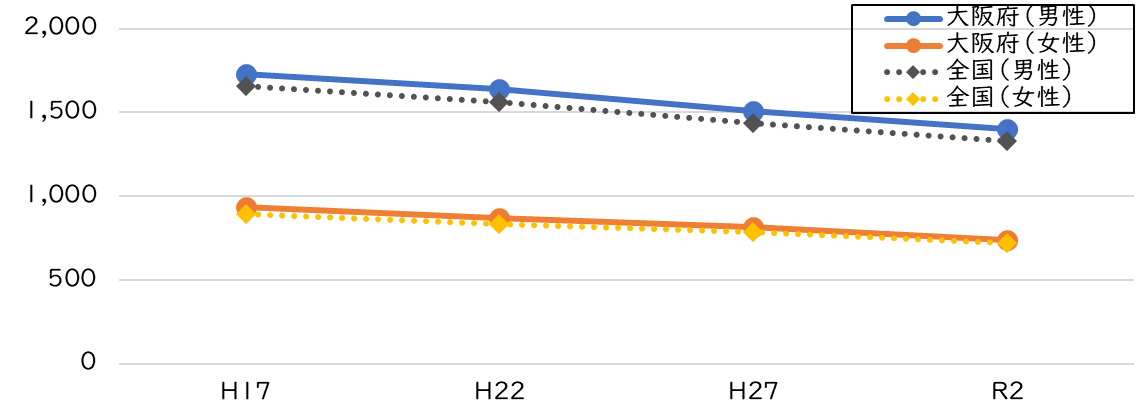 2,000
1,500
1,000
500
0
H17
H22
H27
R2
大阪府(男性)
大阪府(女性)
全国(男性)
全国(女性)